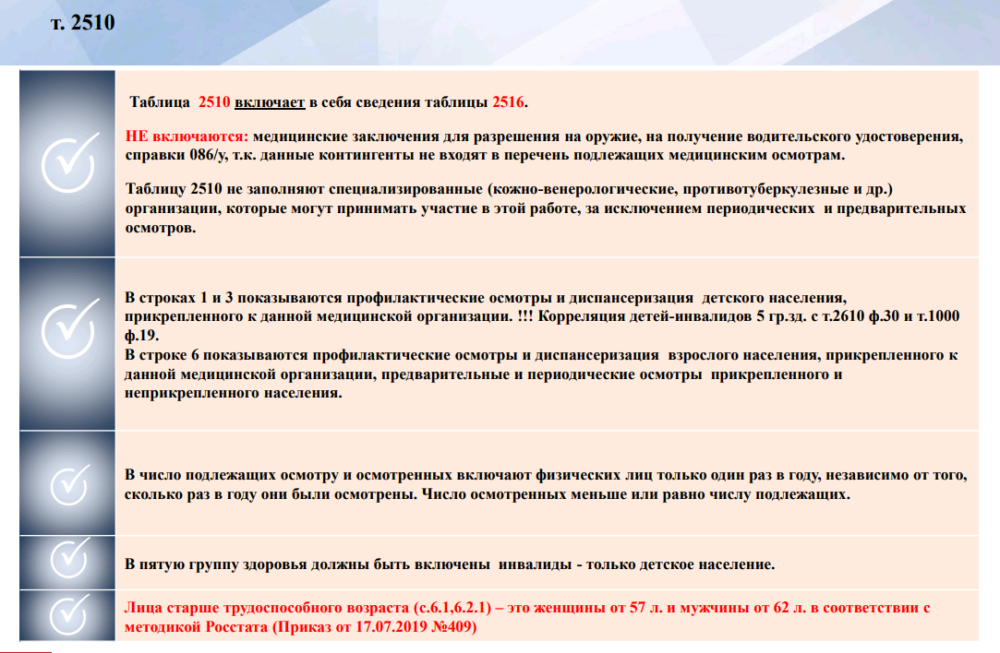 т. 2510
Таблица 2510 включает в себя сведения таблицы 2516.
НЕ включаются: медицинские заключения для разрешения на оружие, на получение водительского удостоверения,
справки 086/у, т.к. данные контингенты не входят в перечень подлежащих медицинским осмотрам.
Таблицу 2510 не заполняют специализированные (кожно-венерологические, противотуберкулезные и др.)
организации, которые могут принимать участие в этой работе, за исключением периодических и предварительных
осмотров.
В строках 1 и 3 показываются профилактические осмотры и диспансеризация детского населения,
прикрепленного к данной медицинской организации. !!! Корреляция детей-инвалидов 5 гр.зд. с т.2610 ф.30 и т.1000
ф.19.
В строке 6 показываются профилактические осмотры и диспансеризация взрослого населения, прикрепленного к
данной медицинской организации, предварительные и периодические осмотры прикрепленного и
неприкрепленного населения.
В число подлежащих осмотру и осмотренных включают физических лиц только один раз в году, независимо от того,
сколько раз в году они были осмотрены. Число осмотренных меньше или равно числу подлежащих.
В пятую группу здоровья должны быть включены инвалиды - только детское население.
Лица старше трудоспособного возраста (с.6.1,6.2.1) – это женщины от 57 л. и мужчины от 62 л. в соответствии с
методикой Росстата (Приказ от 17.07.2019 №409)